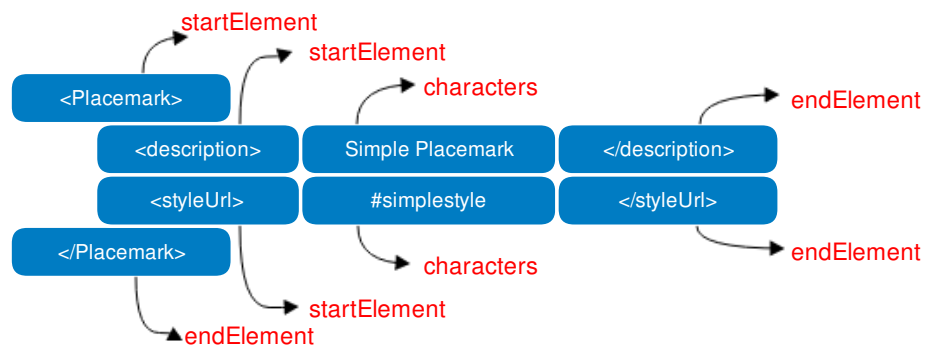 startElement
startElement
characters
<Placemark>
endElement
<description> Simple Placemark </description>
<styleUrl> #simplestyle </styleUrl>
</Placemark>
endElement
characters
startElement
endElement